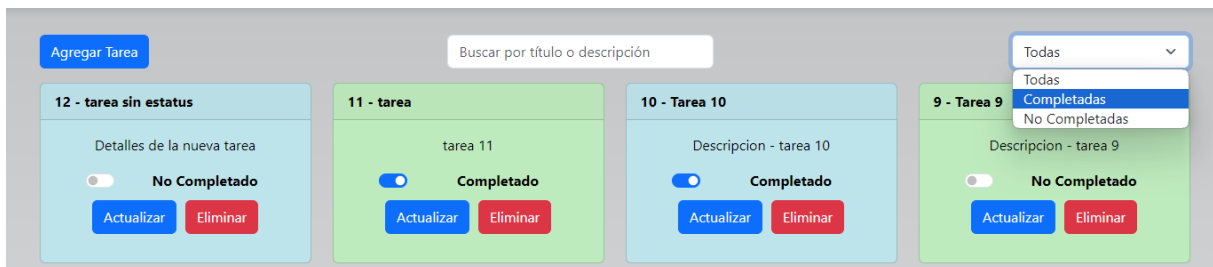 Agregar Tarea
Buscar por título o descripción
Todas
Todas
Completadas
No Completadas
12 - tarea sin estatus
Detalles de la nueva tarea
No Completado
Actualizar Eliminar
11 - tarea
tarea 11
Completado
Actualizar Eliminar
10 - Tarea 10
Descripcion - tarea 10
Completado
Actualizar Eliminar
9 - Tarea 9
Descripcion - tarea 9
No Completado
Actualizar Eliminar